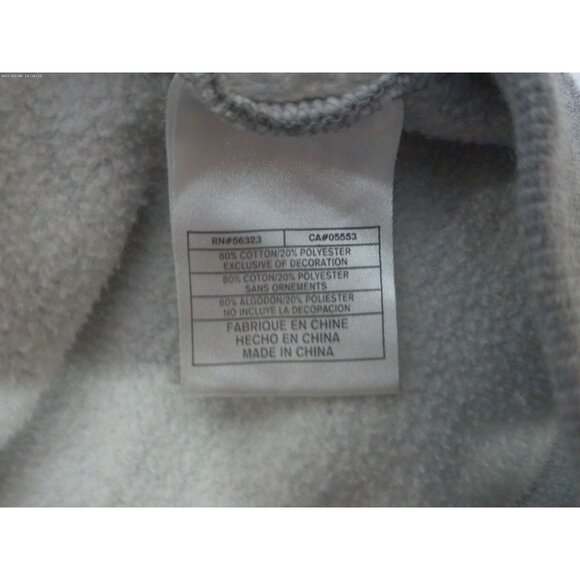 RN#56323 CA#05553
80% COTTON/20% POLYESTER
EXCLUSIVE OF DECORATION
80% COTON/20% POLYESTER
SANS ORNEMENTS
80% ALGODON/20% POLIESTER
NO INCLUYE LA DECOPACION
FABRIQUE EN CHINE
HECHO EN CHINA
MADE IN CHINA